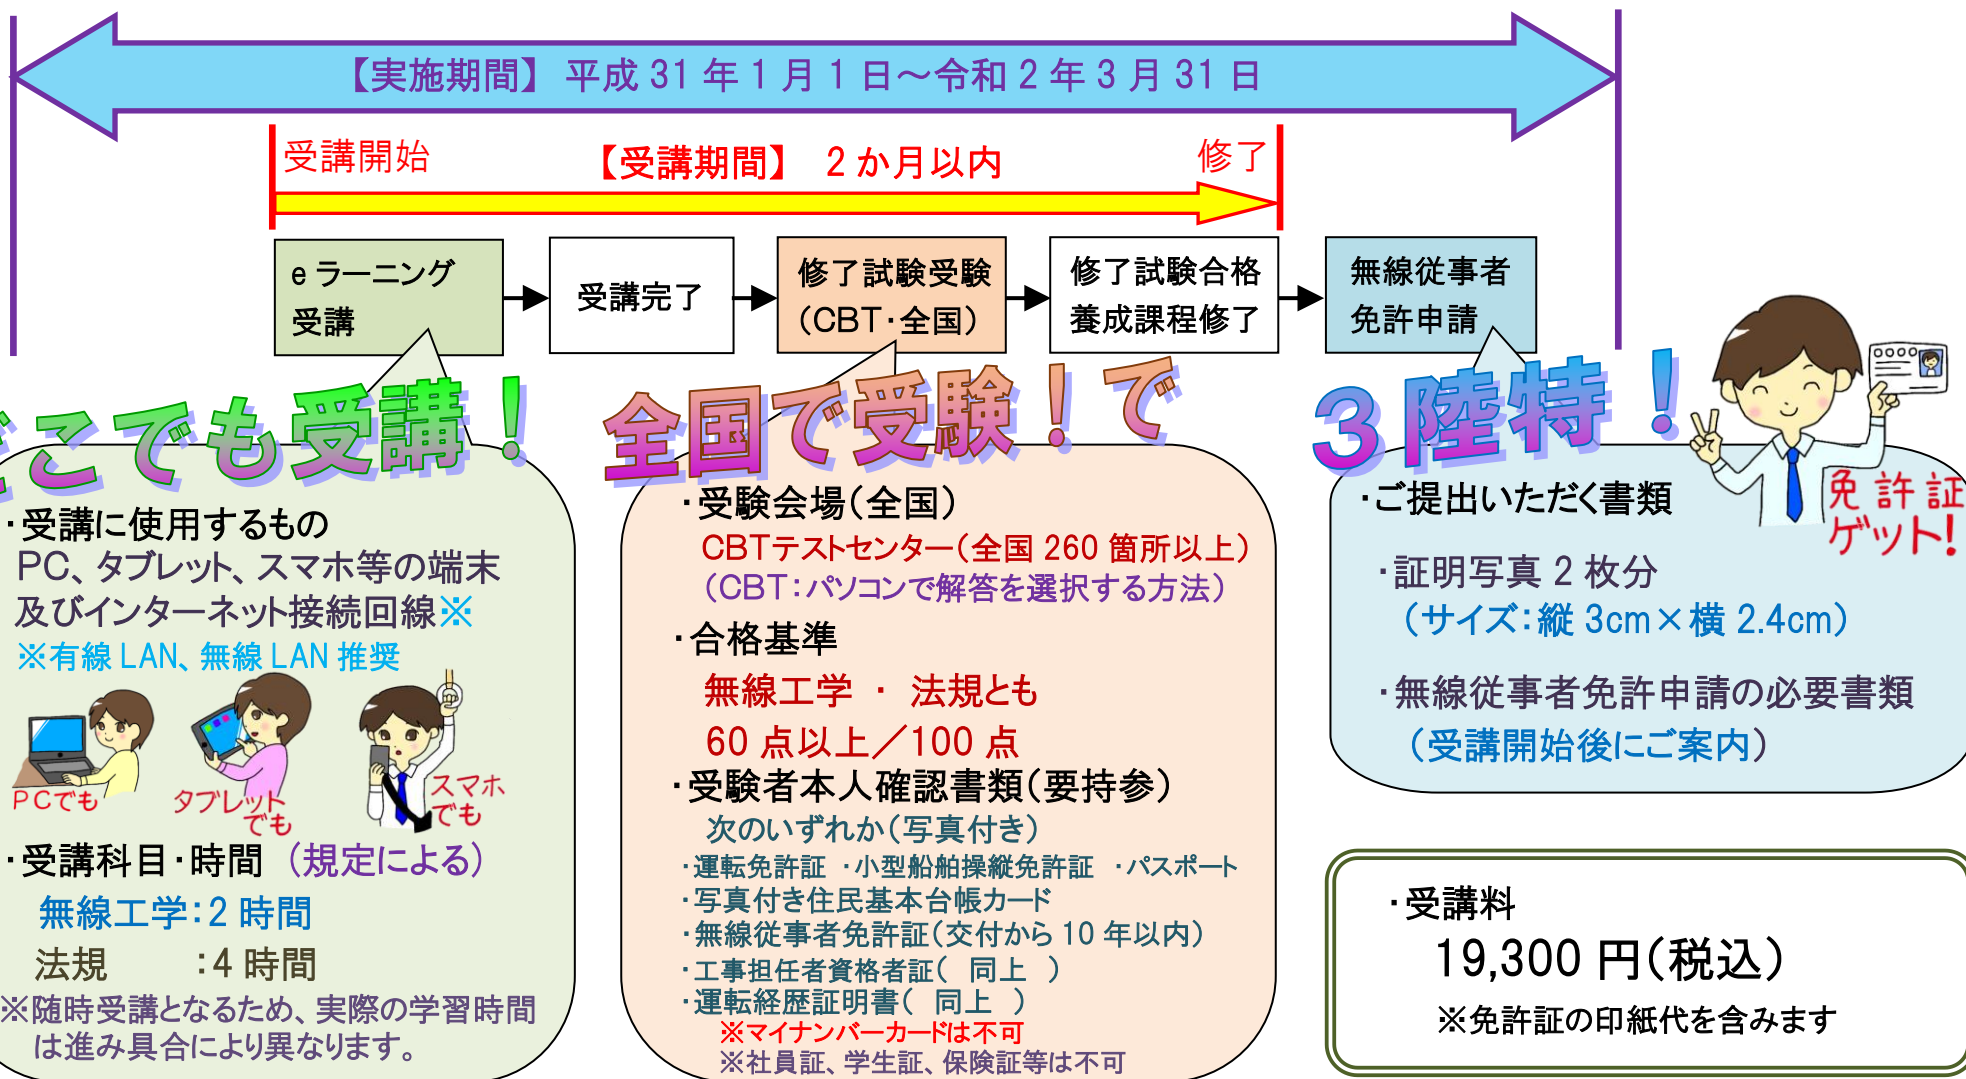 【実施期間】 平成 31 年 1 月 1 日～令和 2 年 3 月 31 日
受講開始 【受講期間】 2 か月以内 修了
e ラーニング
受講
受講完了
修了試験受験
(CBT・全国)
修了試験合格
養成課程修了
無線従事者
免許申請
どこでも受講！
・受講に使用するもの
PC、タブレット、スマホ等の端末
及びインターネット接続回線※
※有線 LAN、無線 LAN 推奨
PCでも
タブレット
でも
スマホ
でも
・受講科目・時間 (規定による)
無線工学：2 時間
法規 ：4 時間
※随時受講となるため、実際の学習時間
は進み具合により異なります。
全国で受験！で
・受験会場(全国)
CBTテストセンター(全国 260 箇所以上)
(CBT：パソコンで解答を選択する方法)
・合格基準
無線工学 ・ 法規とも
60 点以上／100 点
・受験者本人確認書類(要持参)
次のいずれか(写真付き)
・運転免許証 ・小型船舶操縦免許証 ・パスポート
・写真付き住民基本台帳カード
・無線従事者免許証(交付から 10 年以内)
・工事担任者資格者証( 同上 )
・運転経歴証明書( 同上 )
※マイナンバーカードは不可
※社員証、学生証、保険証等は不可
３陸特！
免許証
ゲット!
・ご提出いただく書類
・証明写真 2 枚分
(サイズ：縦 3cm×横 2.4cm)
・無線従事者免許申請の必要書類
(受講開始後にご案内)
・受講料
19,300 円(税込)
※免許証の印紙代を含みます